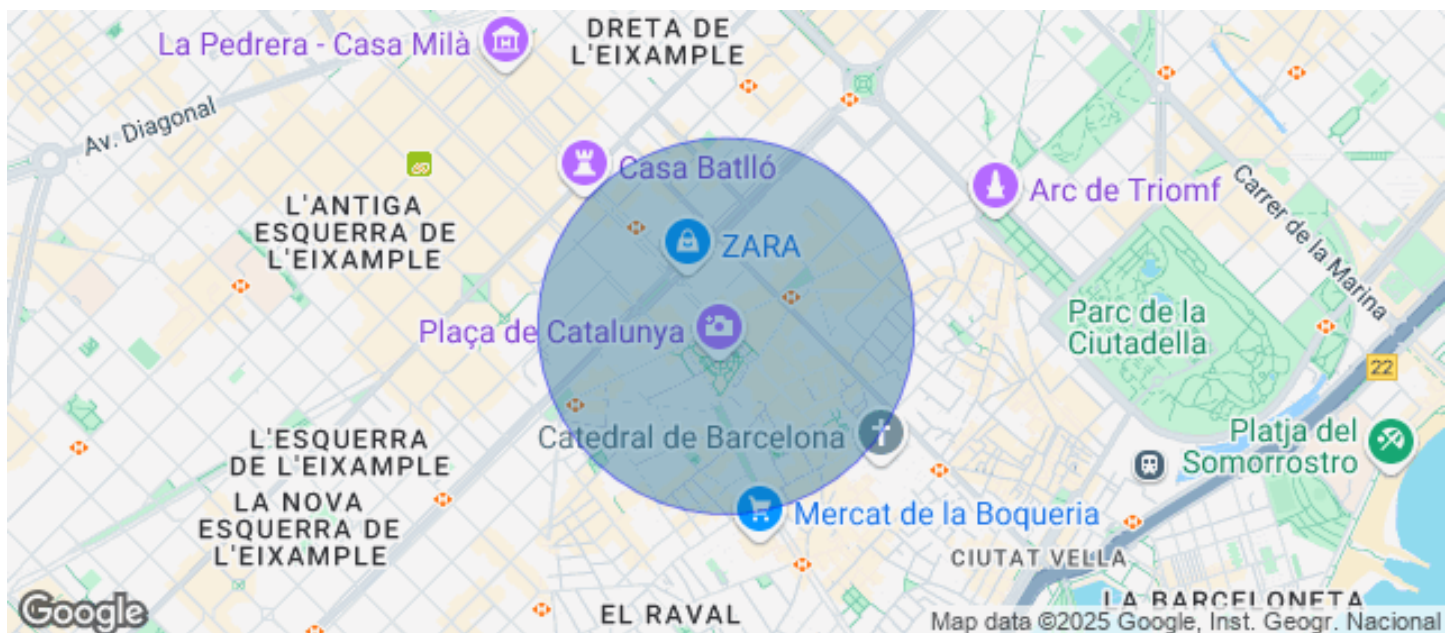 La Pedrera - Casa Milà
DRETA DE
L'EIXAMPLE
Av. Diagonal
Casa Batlló
Arc de Triomf
Carrer de la Marina
L'ANTIGA
ESQUERRA DE
L'EIXAMPLE
ZARA
Plaça de Catalunya
Parc de la
Ciutadella
22
L'ESQUERRA
DE L'EIXAMPLE
Catedral de Barcelona
Platja del
Somorrostro
LA NOVA
ESQUERRA DE
L'EIXAMPLE
Mercat de la Boqueria
CIUTAT VELLA
EL RAVAL
LA BARCELONETA
Google
Map data ©2025 Google, Inst. Geogr. Nacional